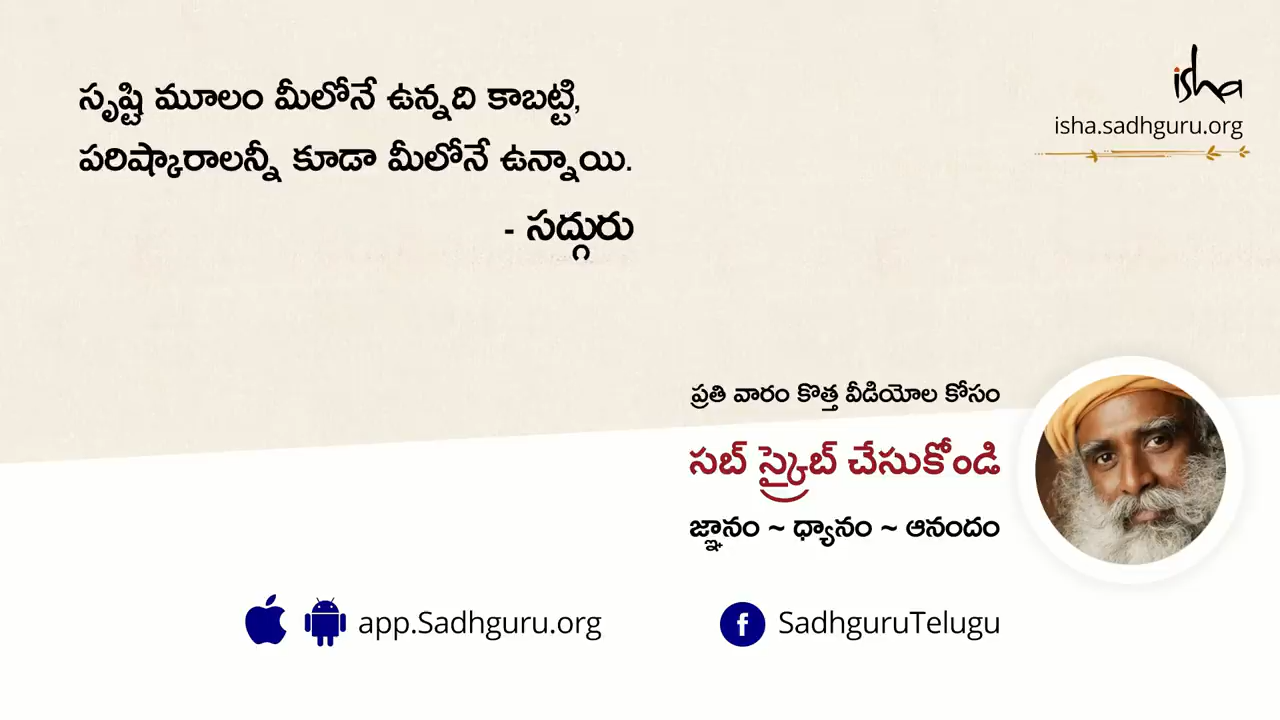 సృష్టి మూలం మీలోనే ఉన్నది కాబట్టి,
పరిష్కారాలన్నీ కూడా మీలోనే ఉన్నాయి.
- సద్గురు
isha
isha.sadhguru.org
ప్రతి వారం కొత్త వీడియోల కోసం
సబ్ స్క్రైబ్ చేసుకోండి
జ్ఞానం ~ ధ్యానం ~ ఆనందం
app.Sadhguru.org
SadhguruTelugu